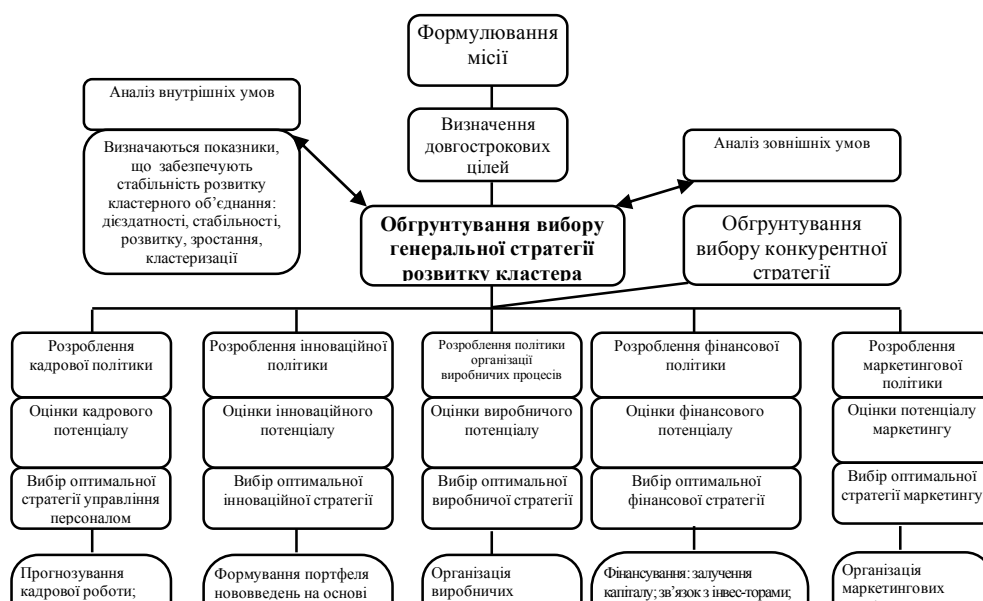 Формулювання
місії
Аналіз внутрішніх умов
Визначення
довгострокових
цілей
Аналіз зовнішніх умов
Визначаються показники,
що забезпечують
стабільність розвитку
кластерного об’єднання:
дієздатності, стабільності,
розвитку, зростання,
кластеризації
Обгрунтування вибору
генеральної стратегії
розвитку кластера
Обгрунтування
вибору конкурентної
стратегії
Розроблення
кадрової політики
Розроблення інноваційної
політики
Розроблення політики
організації
виробничих процесів
Розроблення фінансової
політики
Розроблення
маркетингової
політики
Оцінки кадрового
потенціалу
Оцінки інноваційного
потенціалу
Оцінки виробничого
потенціалу
Оцінки фінансового
потенціалу
Оцінки потенціалу
маркетингу
Вибір оптимальної
стратегії управління
персоналом
Вибір оптимальної
інноваційної стратегії
Вибір оптимальної
виробничої стратегії
Вибір оптимальної
фінансової стратегії
Вибір оптимальної
стратегії маркетингу
Прогнозування
кадрової роботи;
Формування портфеля
нововведень на основі
Організація
виробничих
Фінансування: залучення
капіталу; зв’язок з інвес-торами;
Організація
маркетингових